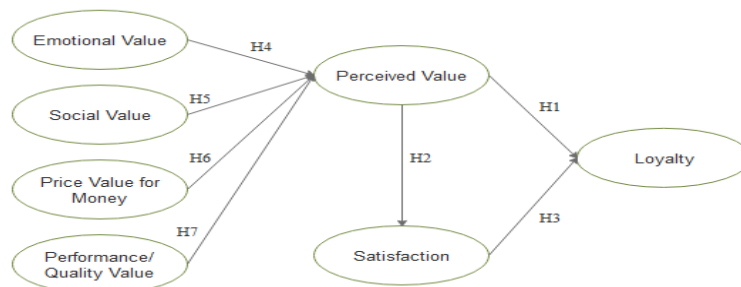 Emotional Value
H4
Perceived Value
H5
Social Value
H1
H6
H2
Loyalty
Price Value for
Money
H3
H7
Performance/
Quality Value
Satisfaction